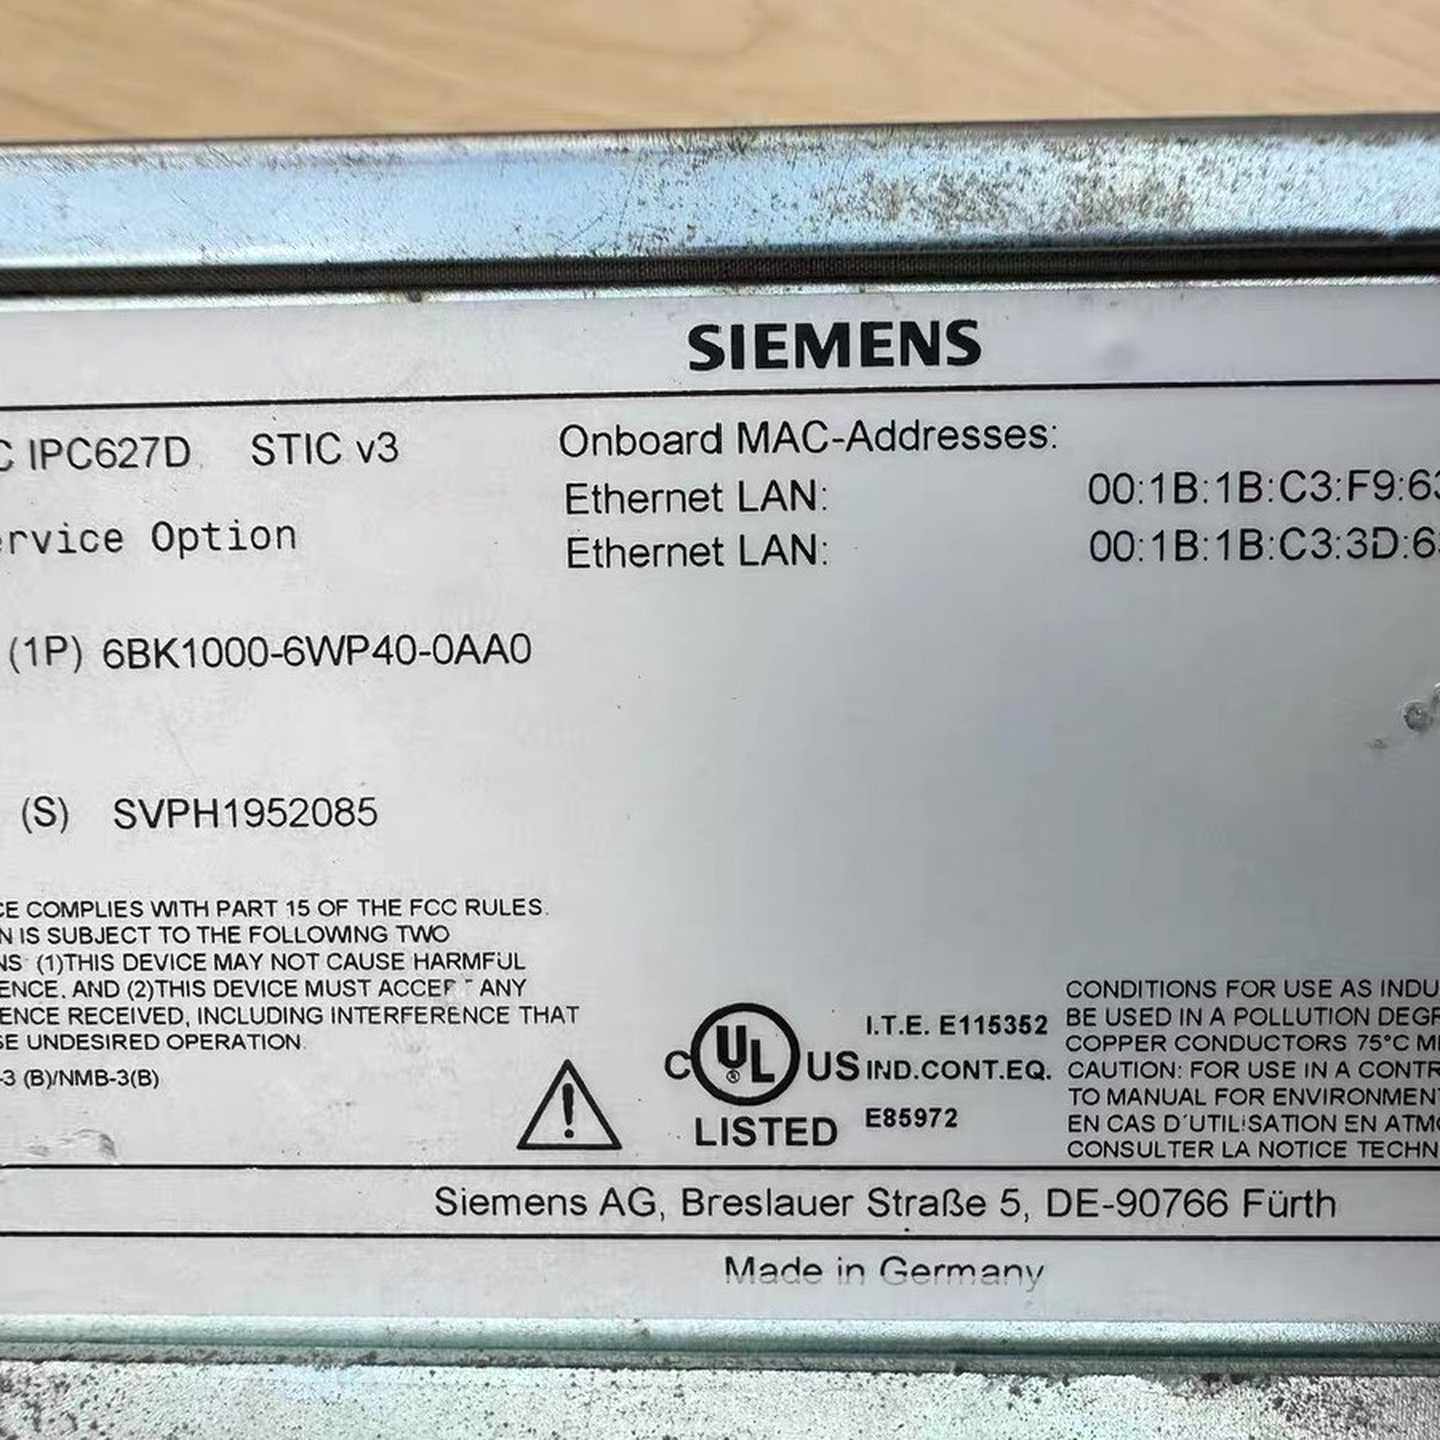 SIEMENS
C IPC627D STIC v3
Service Option
(1P) 6BK1000-6WP40-0AA0
(S) SVPH1952085
Onboard MAC-Addresses:
Ethernet LAN: 00:1B:1B:C3:F9:63
Ethernet LAN: 00:1B:1B:C3:3D:6
CE COMPLIES WITH PART 15 OF THE FCC RULES.
N IS SUBJECT TO THE FOLLOWING TWO
NS (1)THIS DEVICE MAY NOT CAUSE HARMFUL
ENCE, AND (2)THIS DEVICE MUST ACCEPT ANY
ENCE RECEIVED, INCLUDING INTERFERENCE THAT
SE UNDESIRED OPERATION.
-3 (B)/NMB-3(B)
C UL ® US
LISTED
I.T.E. E115352
IND.CONT.EQ.
E85972
CONDITIONS FOR USE AS INDU
BE USED IN A POLLUTION DEGR
COPPER CONDUCTORS 75°C MI
CAUTION: FOR USE IN A CONTR
TO MANUAL FOR ENVIRONMENT
EN CAS D'UTILISATION EN ATMO
CONSULTER LA NOTICE TECHN
Siemens AG, Breslauer Straße 5, DE-90766 Fürth
Made in Germany